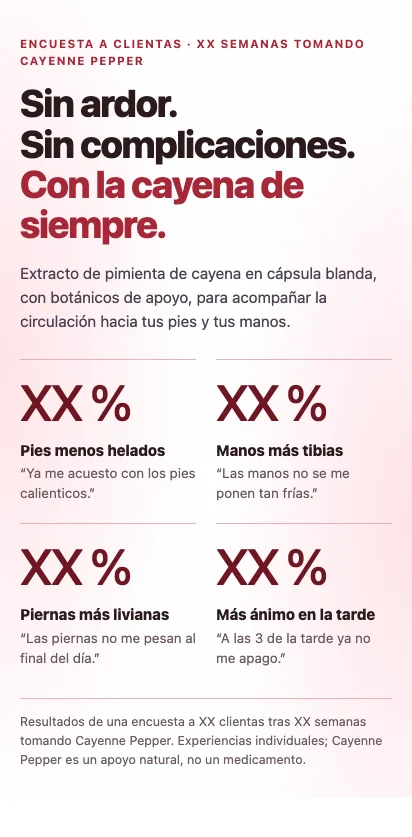 ENCUESTA A CLIENTAS · XX SEMANAS TOMANDO
CAYENNE PEPPER
Sin ardor.
Sin complicaciones.
Con la cayena de
siempre.
Extracto de pimienta de cayena en cápsula blanda,
con botánicos de apoyo, para acompañar la
circulación hacia tus pies y tus manos.
XX %
Pies menos helados
“Ya me acuesto con los pies
calienticos.”
XX %
Manos más tibias
“Las manos no se me
ponen tan frías.”
XX %
Piernas más livianas
“Las piernas no me pesan al
final del día.”
XX %
Más ánimo en la tarde
“A las 3 de la tarde ya no
me apago.”
Resultados de una encuesta a XX clientas tras XX semanas
tomando Cayenne Pepper. Experiencias individuales; Cayenne
Pepper es un apoyo natural, no un medicamento.